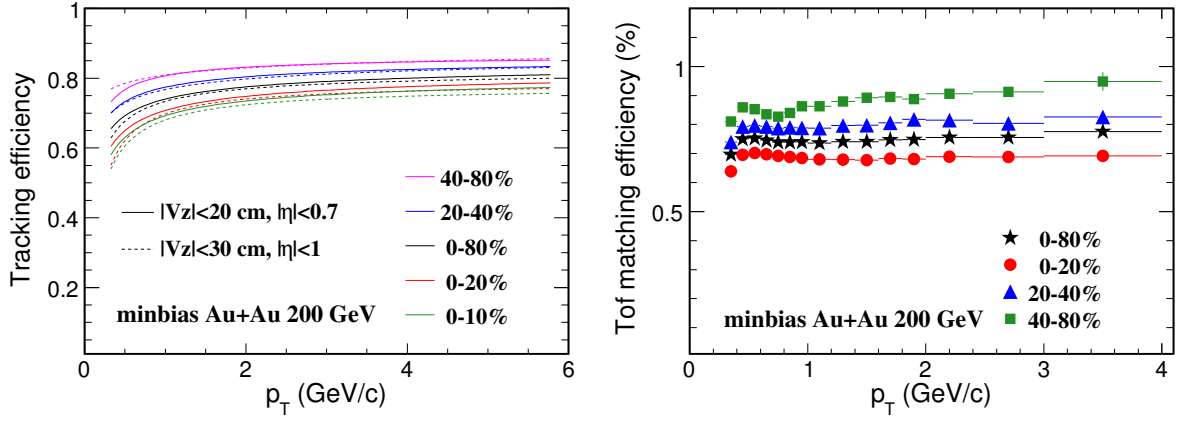 Tracking efficiency
1
0.8
0.6
0.4
0.2
|Vz|<20 cm, |η|<0.7
|Vz|<30 cm, |η|<1
40-80%
20-40%
0-80%
0-20%
0-10%
minbias Au+Au 200 GeV
0 2 4 6
p_T (GeV/c)
Tof matching efficiency (%)
1
0.5
0-80%
0-20%
20-40%
40-80%
minbias Au+Au 200 GeV
0 1 2 3 4
p_T (GeV/c)